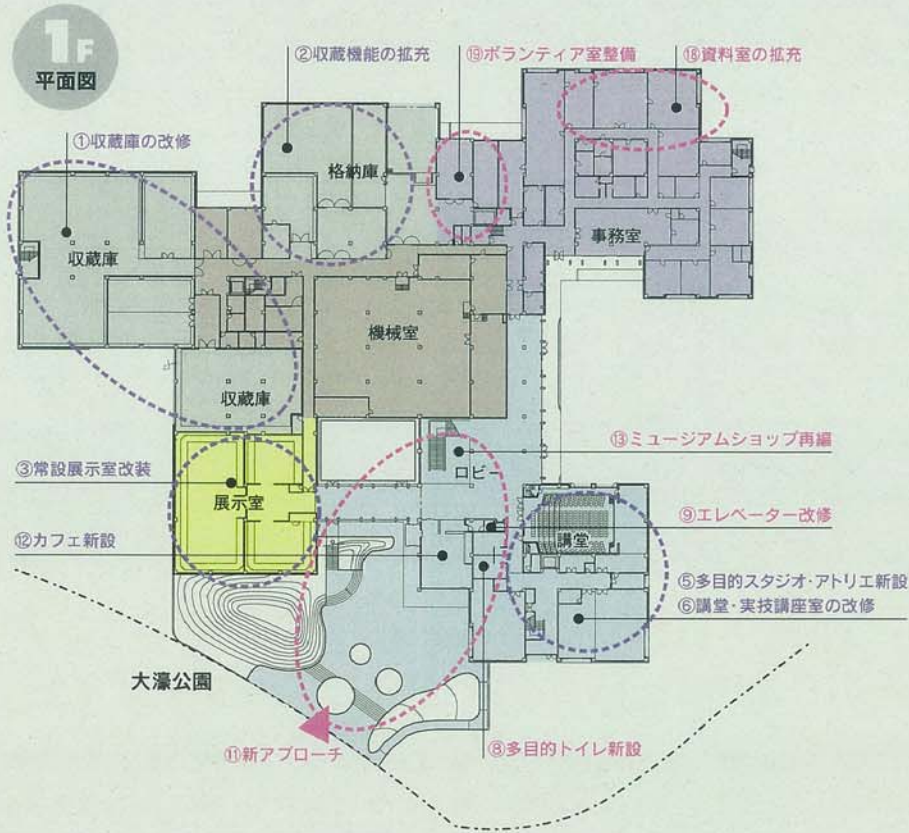 1F
平面図
②収蔵機能の拡充
⑲ボランティア室整備
⑱資料室の拡充
①収蔵庫の改修
格納庫
収蔵庫
事務室
機械室
収蔵庫
⑬ミュージアムショップ再編
ロビー
③常設展示室改装
展示室
⑨エレベーター改修
講堂
⑫カフェ新設
⑤多目的スタジオ・アトリエ新設
⑥講堂・実技講座室の改修
大濠公園
⑪新アプローチ
⑧多目的トイレ新設